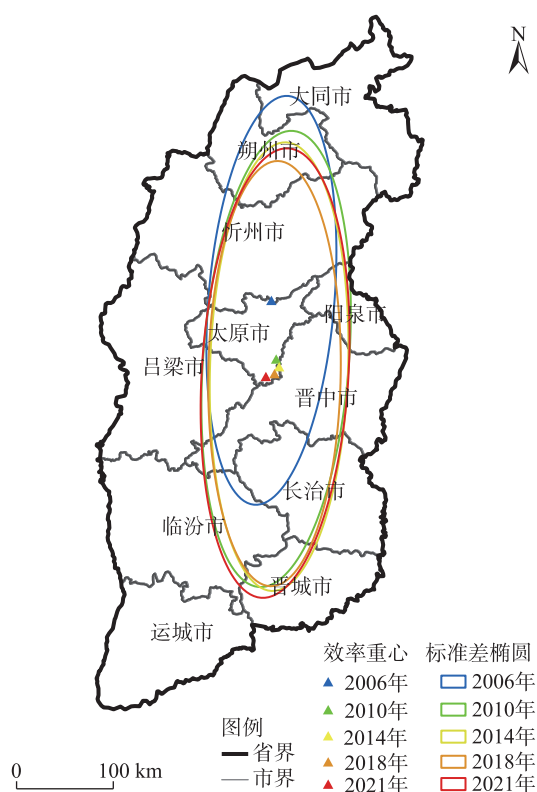 N
大同市
朔州市
忻州市
阳泉市
太原市
吕梁市
晋中市
长治市
临汾市
晋城市
运城市
效率重心 标准差椭圆
2006年 2006年
2010年 2010年
2014年 2014年
2018年 2018年
2021年 2021年
图例
省界
市界
0 100 km